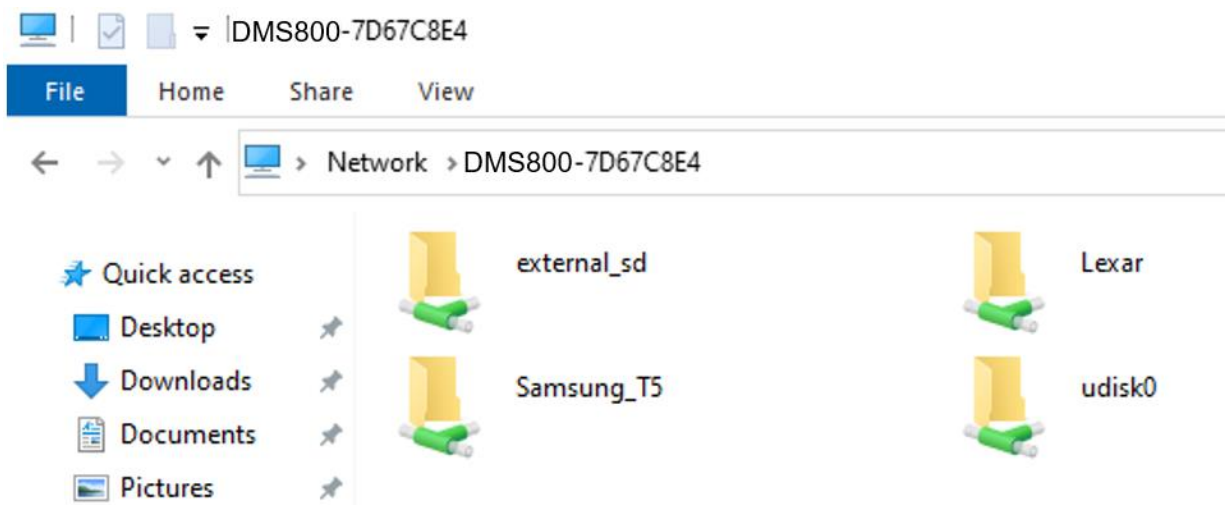 DMS800-7D67C8E4
File Home Share View
Network DMS800-7D67C8E4
Quick access
Desktop
Downloads
Documents
Pictures
external_sd
Lexar
Samsung_T5
udisk0